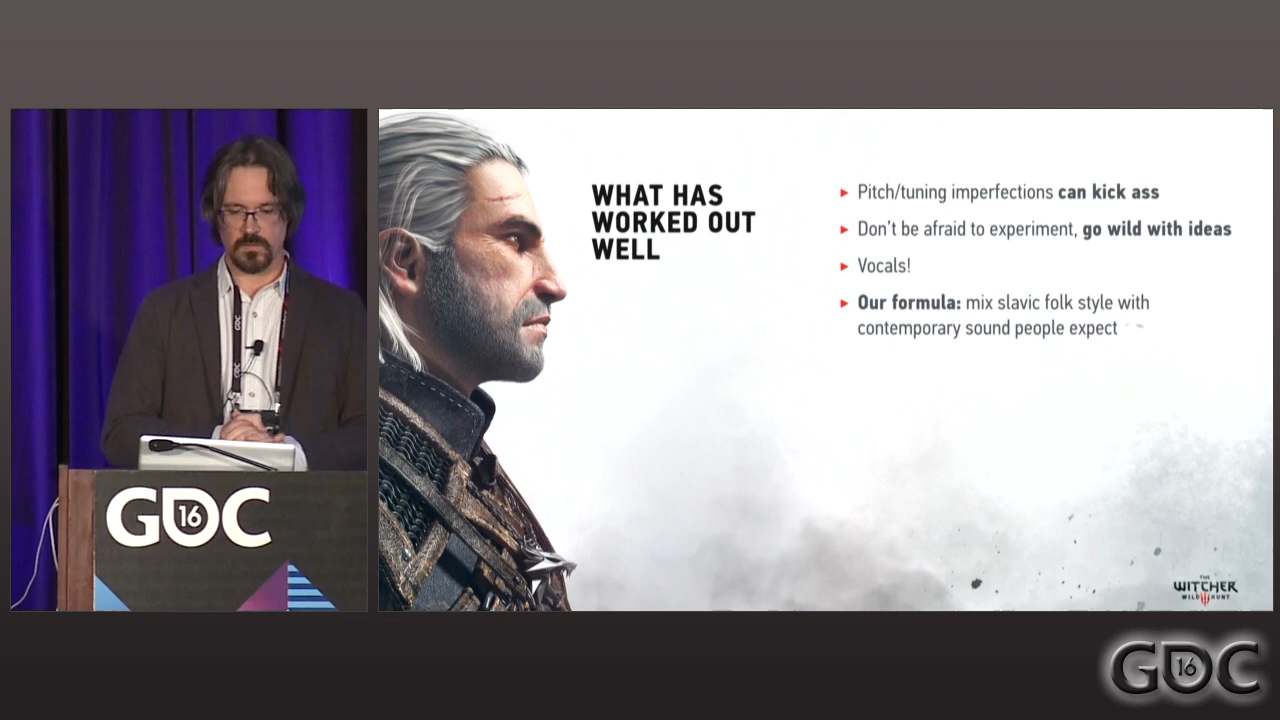 WHAT HAS
WORKED OUT
WELL
Pitch/tuning imperfections can kick ass
Don't be afraid to experiment, go wild with ideas
Vocals!
Our formula: mix slavic folk style with
contemporary sound people expect
THE
WITCHER
WILD HUNT
GDC
16
GDC
16